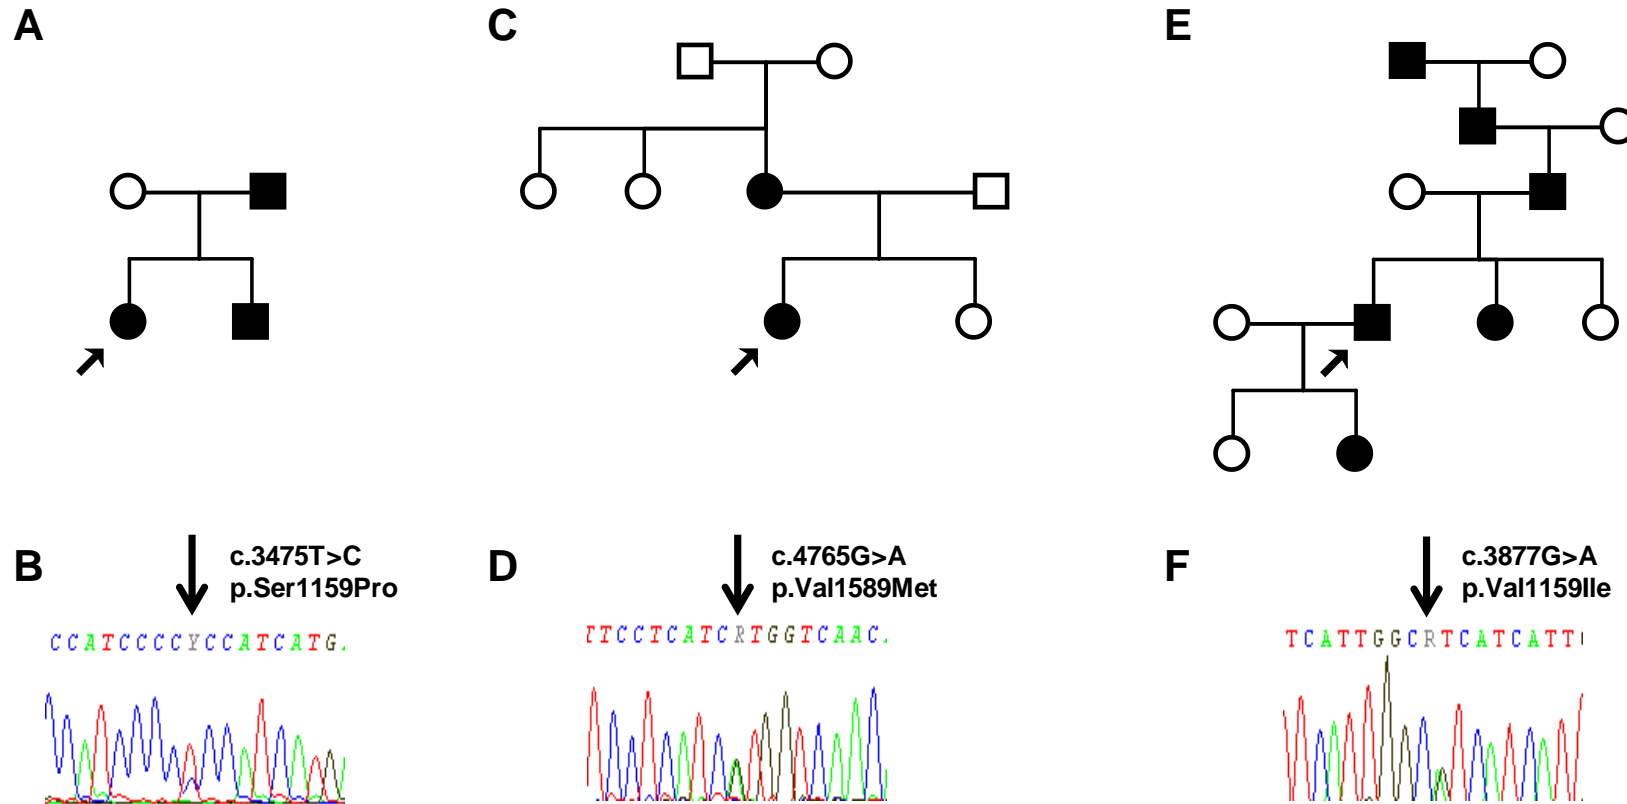 A
C
E
B
c.3475T>C
p.Ser1159Pro
CCATCCCCYCCATCATG.
D
c.4765G>A
p.Val1589Met
TTCCTCATCRTGGTCAAC.
F
c.3877G>A
p.Val1159Ile
TCATTGGCRTCATCATT